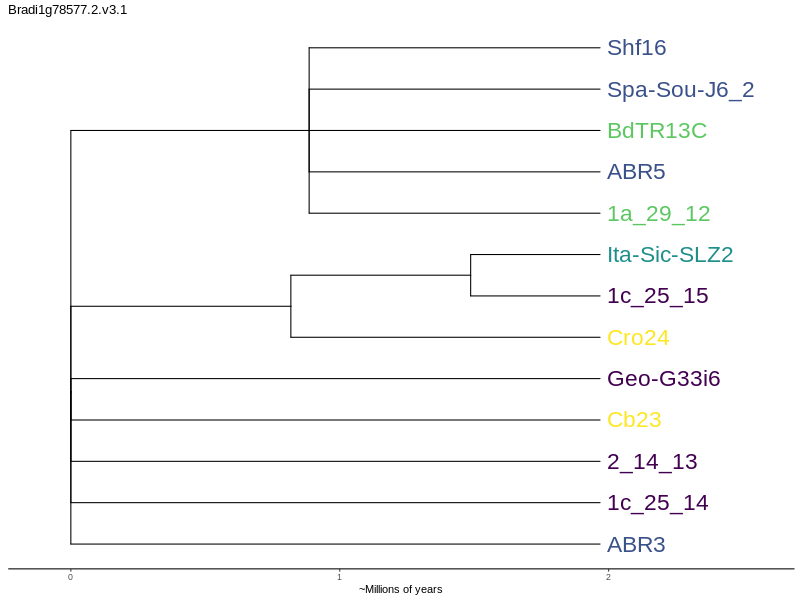 Bradi1g78577.2.v3.1
Shf16
Spa-Sou-J6_2
BdTR13C
ABR5
1a_29_12
Ita-Sic-SLZ2
1c_25_15
Cro24
Geo-G33i6
Cb23
2_14_13
1c_25_14
ABR3
0 1 2
~Millions of years